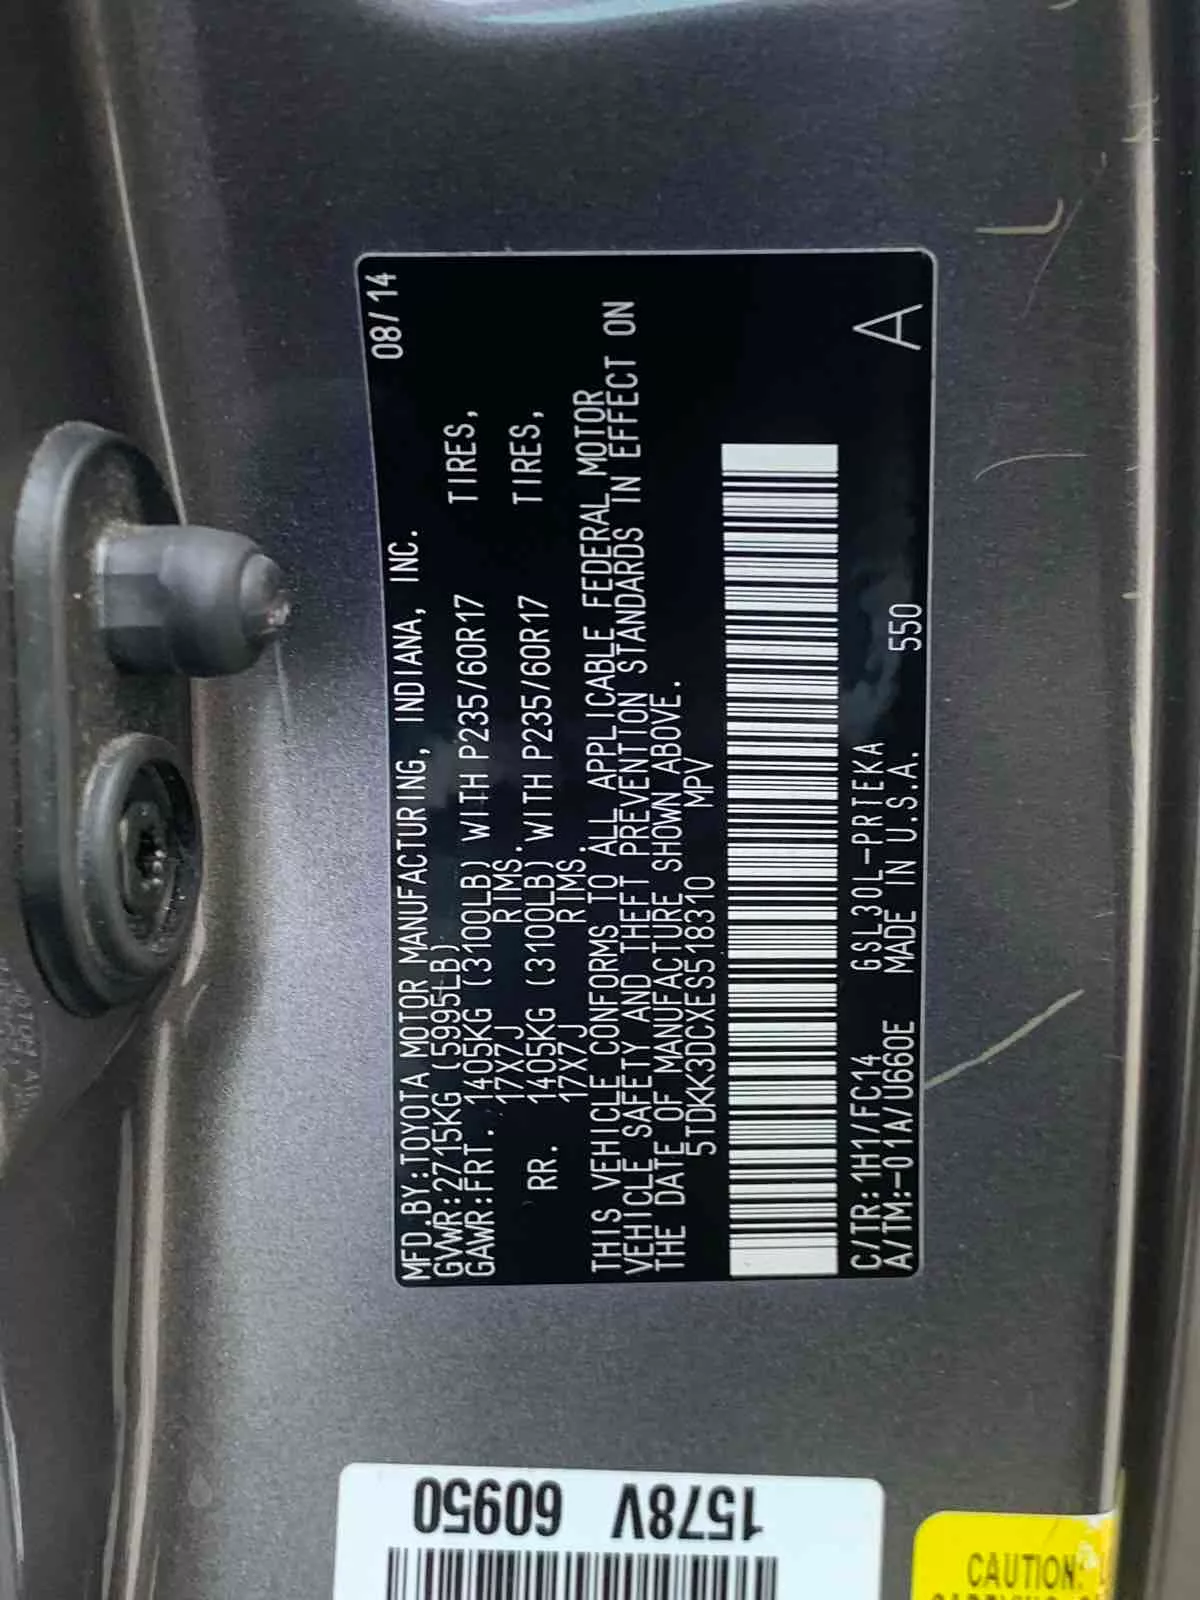 MFD.BY:TOYOTA MOTOR MANUFACTURING, INDIANA, INC. 08/14
GVWR:2715KG (5995LB)
GAWR:FRT. 1405KG (3100LB) WITH P235/60R17 TIRES,
17X7J RIMS.
RR. 1405KG (3100LB) WITH P235/60R17 TIRES,
17X7J RIMS.
THIS VEHICLE CONFORMS TO ALL APPLICABLE FEDERAL MOTOR
VEHICLE SAFETY AND THEFT PREVENTION STANDARDS IN EFFECT ON
THE DATE OF MANUFACTURE SHOWN ABOVE.
5TDKK3DCXES518310 MPV
C/TR:1H1/FC14 GSL30L-PRTEKA A
A/TM:-01A/U660E MADE IN U.S.A. 550
1578V 60950
CAUTION: